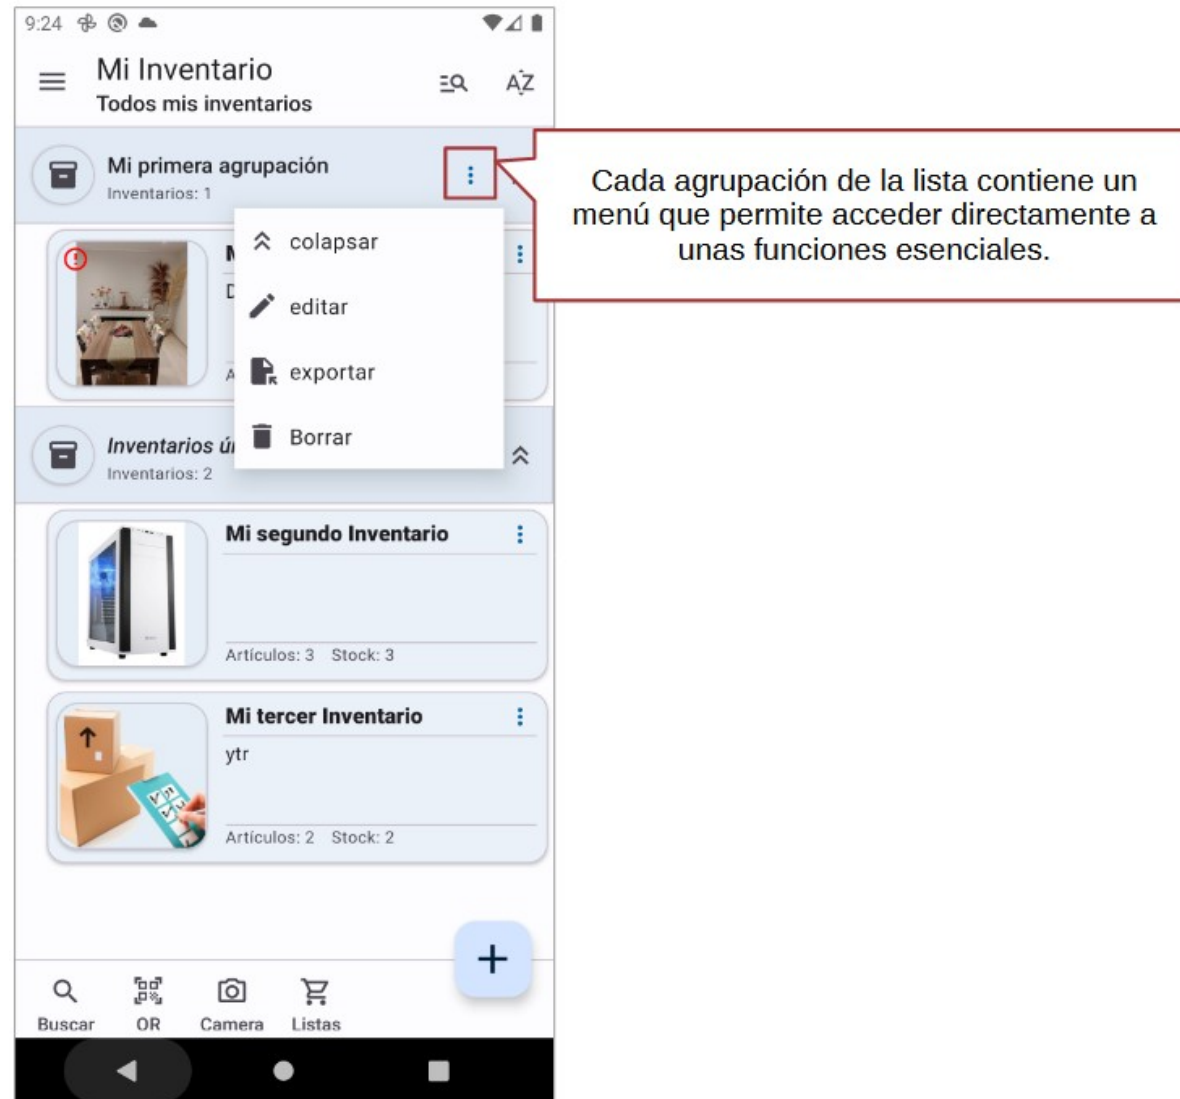 9:24
Mi Inventario
Todos mis inventarios
AZ
Mi primera agrupación
Inventarios: 1
Cada agrupación de la lista contiene un
menú que permite acceder directamente a
unas funciones esenciales.
colapsar
editar
exportar
Borrar
Inventarios
Inventarios: 2
Mi segundo Inventario
Artículos: 3 Stock: 3
Mi tercer Inventario
ytr
Artículos: 2 Stock: 2
Buscar OR Camera Listas